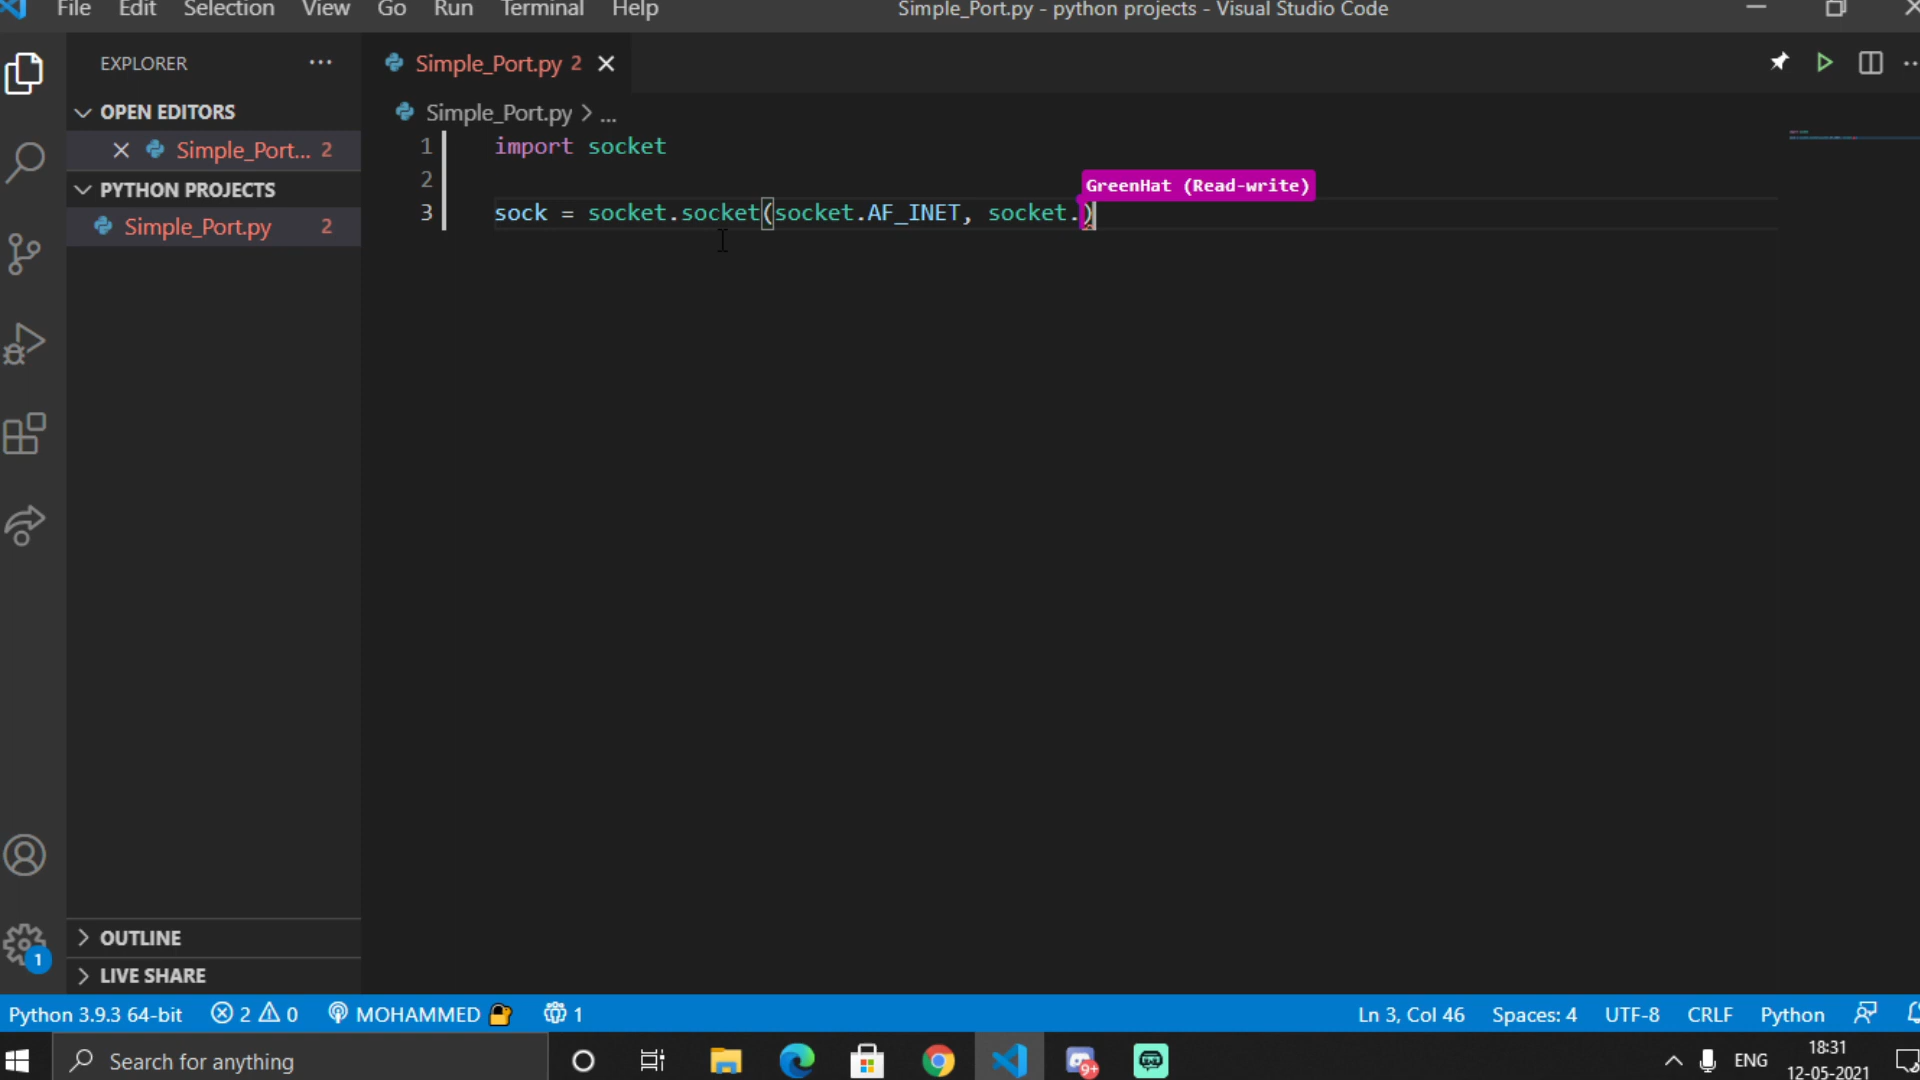 File Edit Selection View Go Run Terminal Help
Simple_Port.py - python projects - Visual Studio Code
EXPLORER
Simple_Port.py 2
OPEN EDITORS
Simple_Port... 2
PYTHON PROJECTS
Simple_Port.py 2
Simple_Port.py > ...
1 import socket
2
GreenHat (Read-write)
3 sock = socket.socket(socket.AF_INET, socket.)
OUTLINE
1
LIVE SHARE
Python 3.9.3 64-bit 2 0 MOHAMMED 1 Ln 3, Col 46 Spaces: 4 UTF-8 CRLF Python
Search for anything
9+
ENG
18:31
12-05-2021